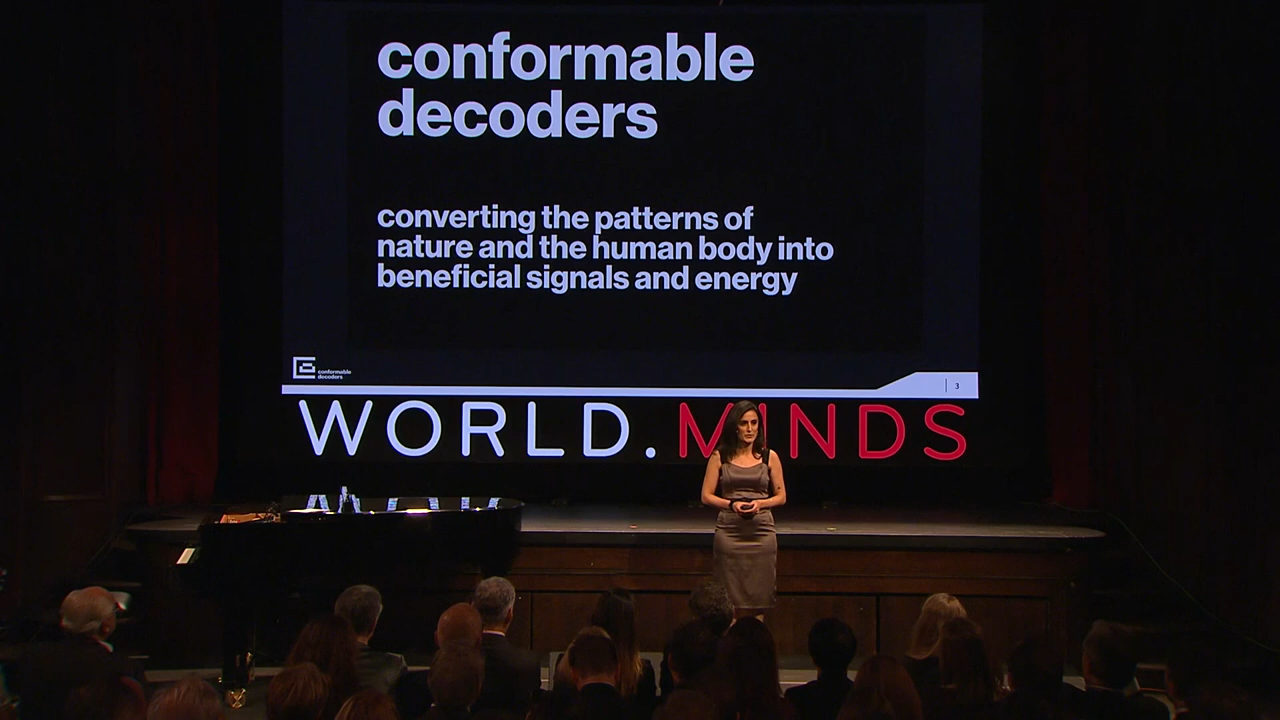 conformable
decoders
converting the patterns of
nature and the human body into
beneficial signals and energy
conformable
decoders
3
WORLD.MINDS